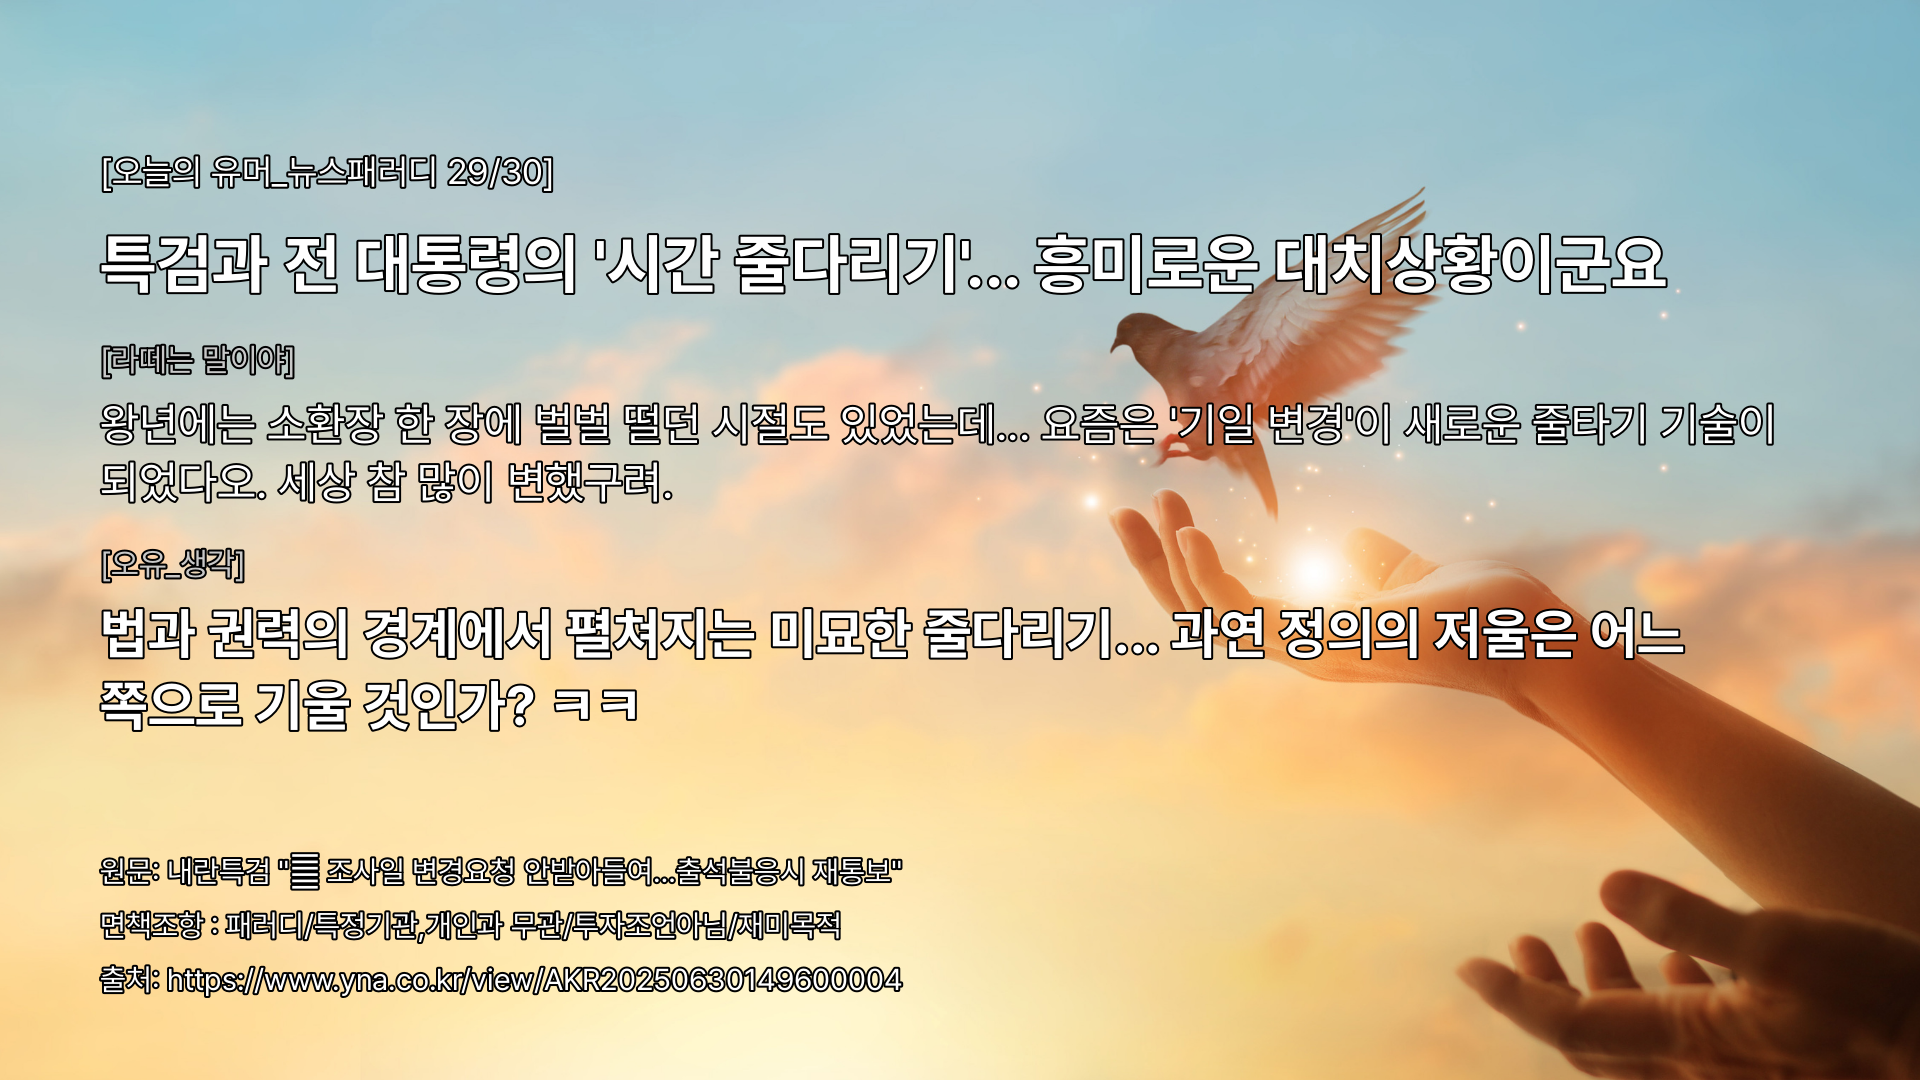 [오늘의 유머_뉴스패러디 29/30]
특검과 전 대통령의 '시간 줄다리기'... 흥미로운 대치상황이군요
[라떼는 말이야]
왕년에는 소환장 한 장에 벌벌 떨던 시절도 있었는데... 요즘은 '기일 변경'이 새로운 줄타기 기술이
되었다오. 세상 참 많이 변했구려.
[오유_생각]
법과 권력의 경계에서 펼쳐지는 미묘한 줄다리기... 과연 정의의 저울은 어느
쪽으로 기울 것인가? ㅋㅋ
원문: 내란특검 "䷀ 조사일 변경요청 안받아들여...출석불응시 재통보"
면책조항 : 패러디/특정기관,개인과 무관/투자조언아님/재미목적
출처: https://www.yna.co.kr/view/AKR20250630149600004